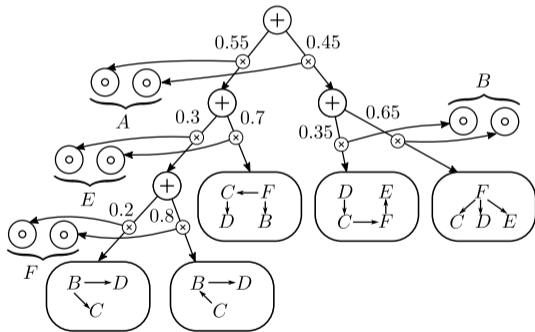 +
0.55 0.45
× ×
B
A
+ +
0.3 0.7
0.35 0.65
× × × ×
E
+
C F
D B
D E
C F
F
C D E
0.2 0.8
× ×
F
B D
C
B D
C